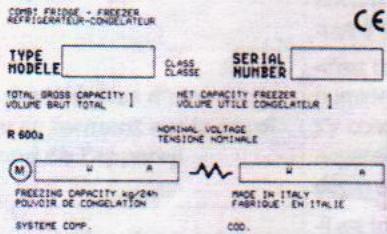 COMBI FRIDGE - FREEZER
REFRIGERATEUR-CONGELATEUR
CE
TYPE
MODELE
CLASS
CLASSE
SERIAL
NUMBER
TOTAL GROSS CAPACITY l
VOLUME BRUT TOTAL
NET CAPACITY FREEZER
VOLUME UTILE CONGELATEUR l
R 600a
NOMINAL VOLTAGE
TENSIONE NOMINALE
M W A W A
FREEZING CAPACITY kg/24h
POUVOIR DE CONGELATION
MADE IN ITALY
FABRIQUE' EN ITALIE
SYSTEME COMP.
COD.